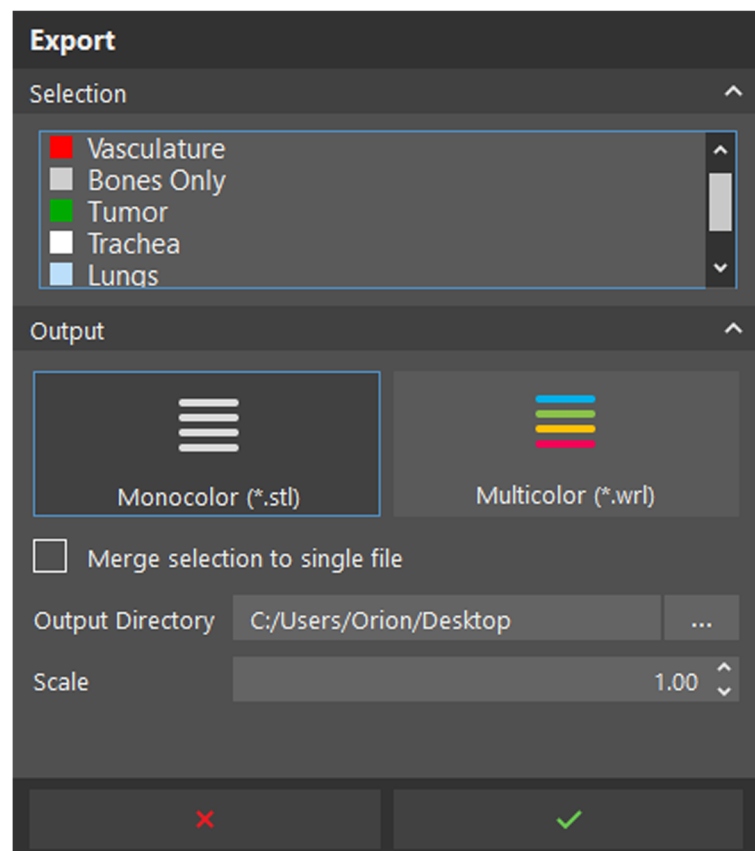 Export
Selection
Vasculature
Bones Only
Tumor
Trachea
Lungs
Output
Monocolor (*.stl)
Multicolor (*.wrl)
Merge selection to single file
Output Directory C:/Users/Orion/Desktop ...
Scale 1.00